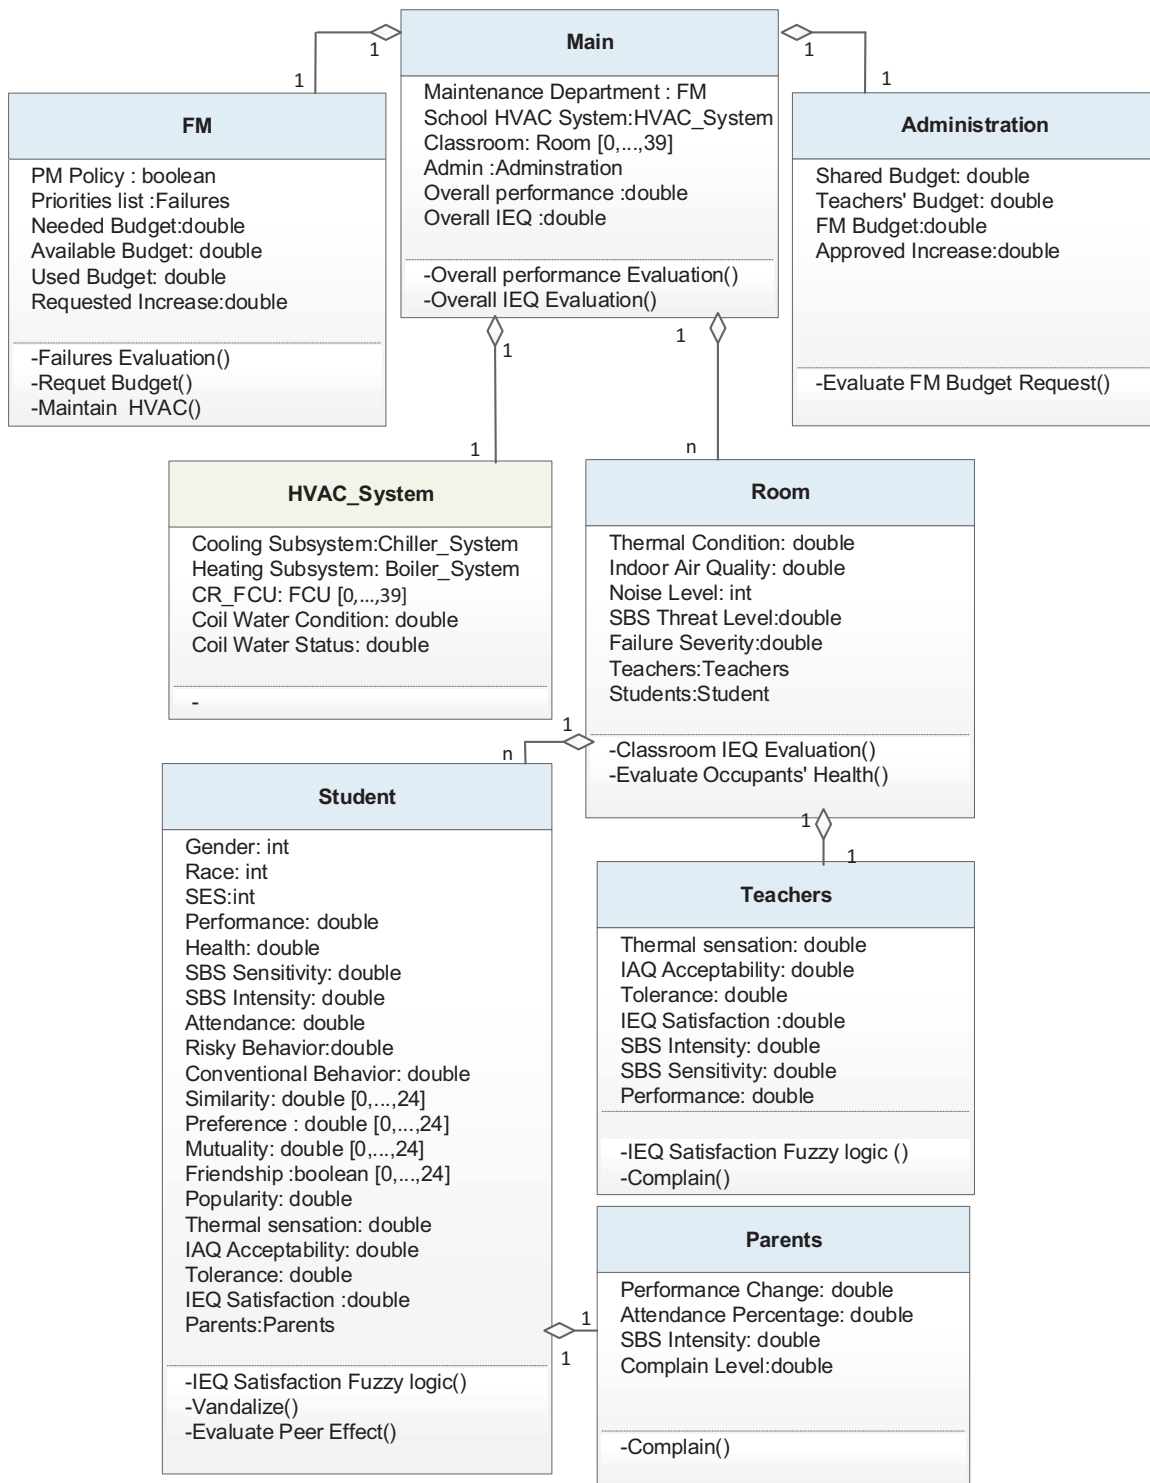 Main
Maintenance Department : FM
School HVAC System:HVAC_System
Classroom: Room [0,...,39]
Admin :Adminstration
Overall performance :double
Overall IEQ :double
-Overall performance Evaluation()
-Overall IEQ Evaluation()
1
1
1
1
FM
PM Policy : boolean
Priorities list :Failures
Needed Budget:double
Available Budget: double
Used Budget: double
Requested Increase:double
-Failures Evaluation()
-Requet Budget()
-Maintain HVAC()
Administration
Shared Budget: double
Teachers' Budget: double
FM Budget:double
Approved Increase:double
-Evaluate FM Budget Request()
1
1
1
n
HVAC_System
Cooling Subsystem:Chiller_System
Heating Subsystem: Boiler_System
CR_FCU: FCU [0,...,39]
Coil Water Condition: double
Coil Water Status: double
-
Room
Thermal Condition: double
Indoor Air Quality: double
Noise Level: int
SBS Threat Level:double
Failure Severity:double
Teachers:Teachers
Students:Student
-Classroom IEQ Evaluation()
-Evaluate Occupants' Health()
1
n
1
1
Student
Gender: int
Race: int
SES:int
Performance: double
Health: double
SBS Sensitivity: double
SBS Intensity: double
Attendance: double
Risky Behavior:double
Conventional Behavior: double
Similarity: double [0,...,24]
Preference : double [0,...,24]
Mutuality: double [0,...,24]
Friendship :boolean [0,...,24]
Popularity: double
Thermal sensation: double
IAQ Acceptability: double
Tolerance: double
IEQ Satisfaction :double
Parents:Parents
-IEQ Satisfaction Fuzzy logic()
-Vandalize()
-Evaluate Peer Effect()
Teachers
Thermal sensation: double
IAQ Acceptability: double
Tolerance: double
IEQ Satisfaction :double
SBS Intensity: double
SBS Sensitivity: double
Performance: double
-IEQ Satisfaction Fuzzy logic ()
-Complain()
1
1
Parents
Performance Change: double
Attendance Percentage: double
SBS Intensity: double
Complain Level:double
-Complain()